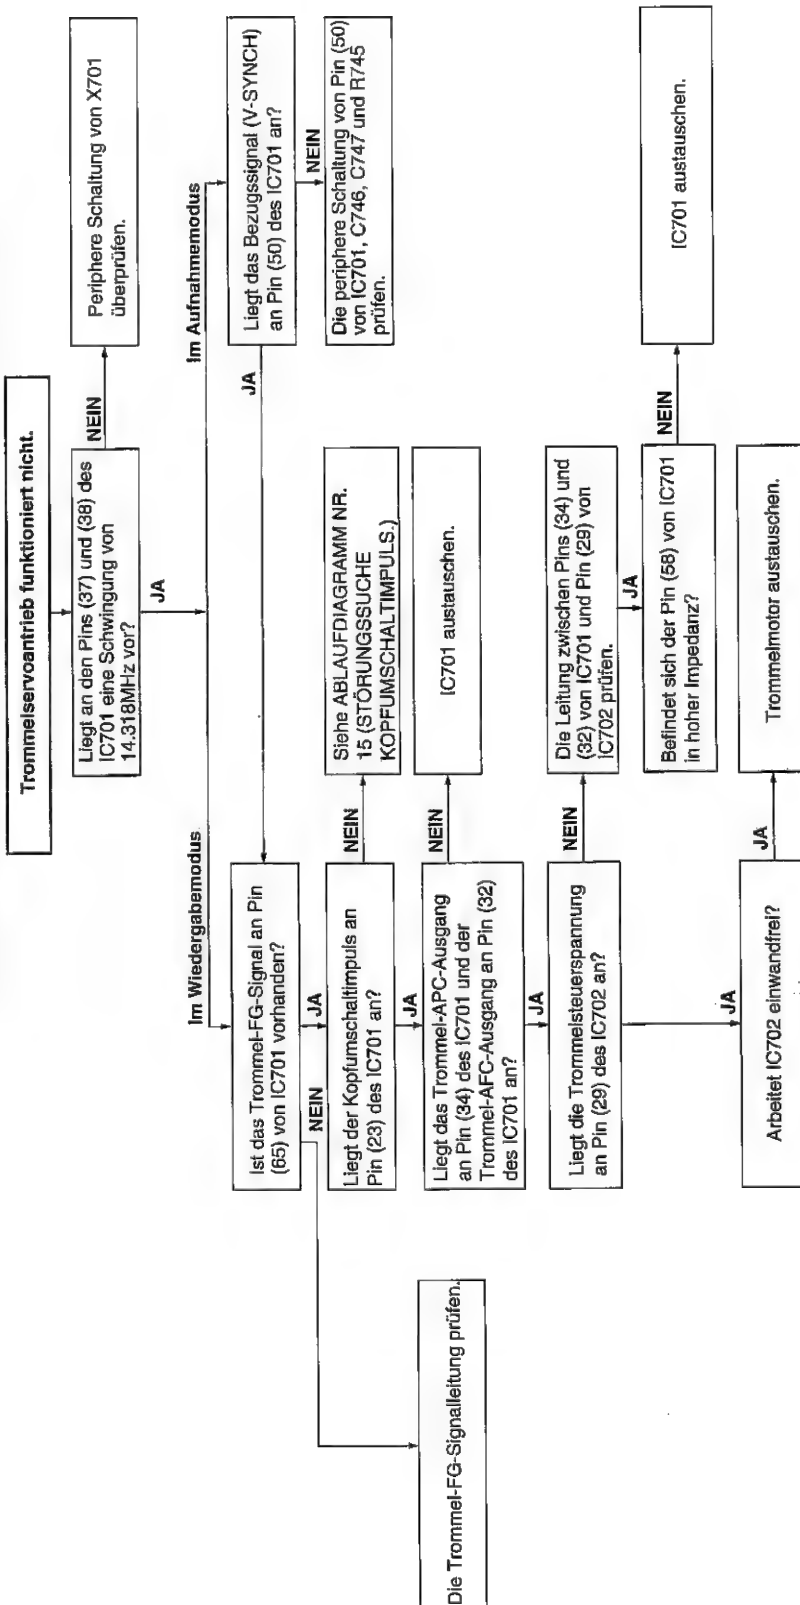 Trommelservoantrieb funktioniert nicht.
Liegt an den Pins (37) und (38) des
IC701 eine Schwingung von
14.318MHz vor?
NEIN
Periphere Schaltung von X701
überprüfen.
JA
Im Wiedergabemodus
Im Aufnahmemodus
Liegt das Bezugssignal (V-SYNCH)
an Pin (50) des IC701 an?
NEIN
Die periphere Schaltung von Pin (50)
von IC701, C746, C747 und R745
prüfen.
JA
Ist das Trommel-FG-Signal an Pin
(65) von IC701 vorhanden?
NEIN
Die Trommel-FG-Signalleitung prüfen.
JA
Liegt der Kopfumschaltimpuls an
Pin (23) des IC701 an?
NEIN
Siehe ABLAUFDIAGRAMM NR.
15 (STÖRUNGSSUCHE
KOPFUMSCHALTIMPULS.)
JA
Liegt das Trommel-APC-Ausgang
an Pin (34) des IC701 und der
Trommel-AFC-Ausgang an Pin (32)
des IC701 an?
NEIN
IC701 austauschen.
JA
Liegt die Trommelsteuerspannung
an Pin (29) des IC702 an?
NEIN
Die Leitung zwischen Pins (34) und
(32) von IC701 und Pin (29) von
IC702 prüfen.
JA
Befindet sich der Pin (58) von IC701
in hoher Impedanz?
NEIN
IC701 austauschen.
JA
Arbeitet IC702 einwandfrei?
JA
Trommelmotor austauschen.